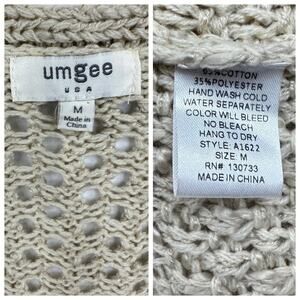 umgee
USA
M
Made in
China
65%COTTON
35%POLYESTER
HAND WASH COLD
WATER SEPARATELY
COLOR WILL BLEED
NO BLEACH
HANG TO DRY
STYLE: A1622
SIZE: M
RN# 130733
MADE IN CHINA